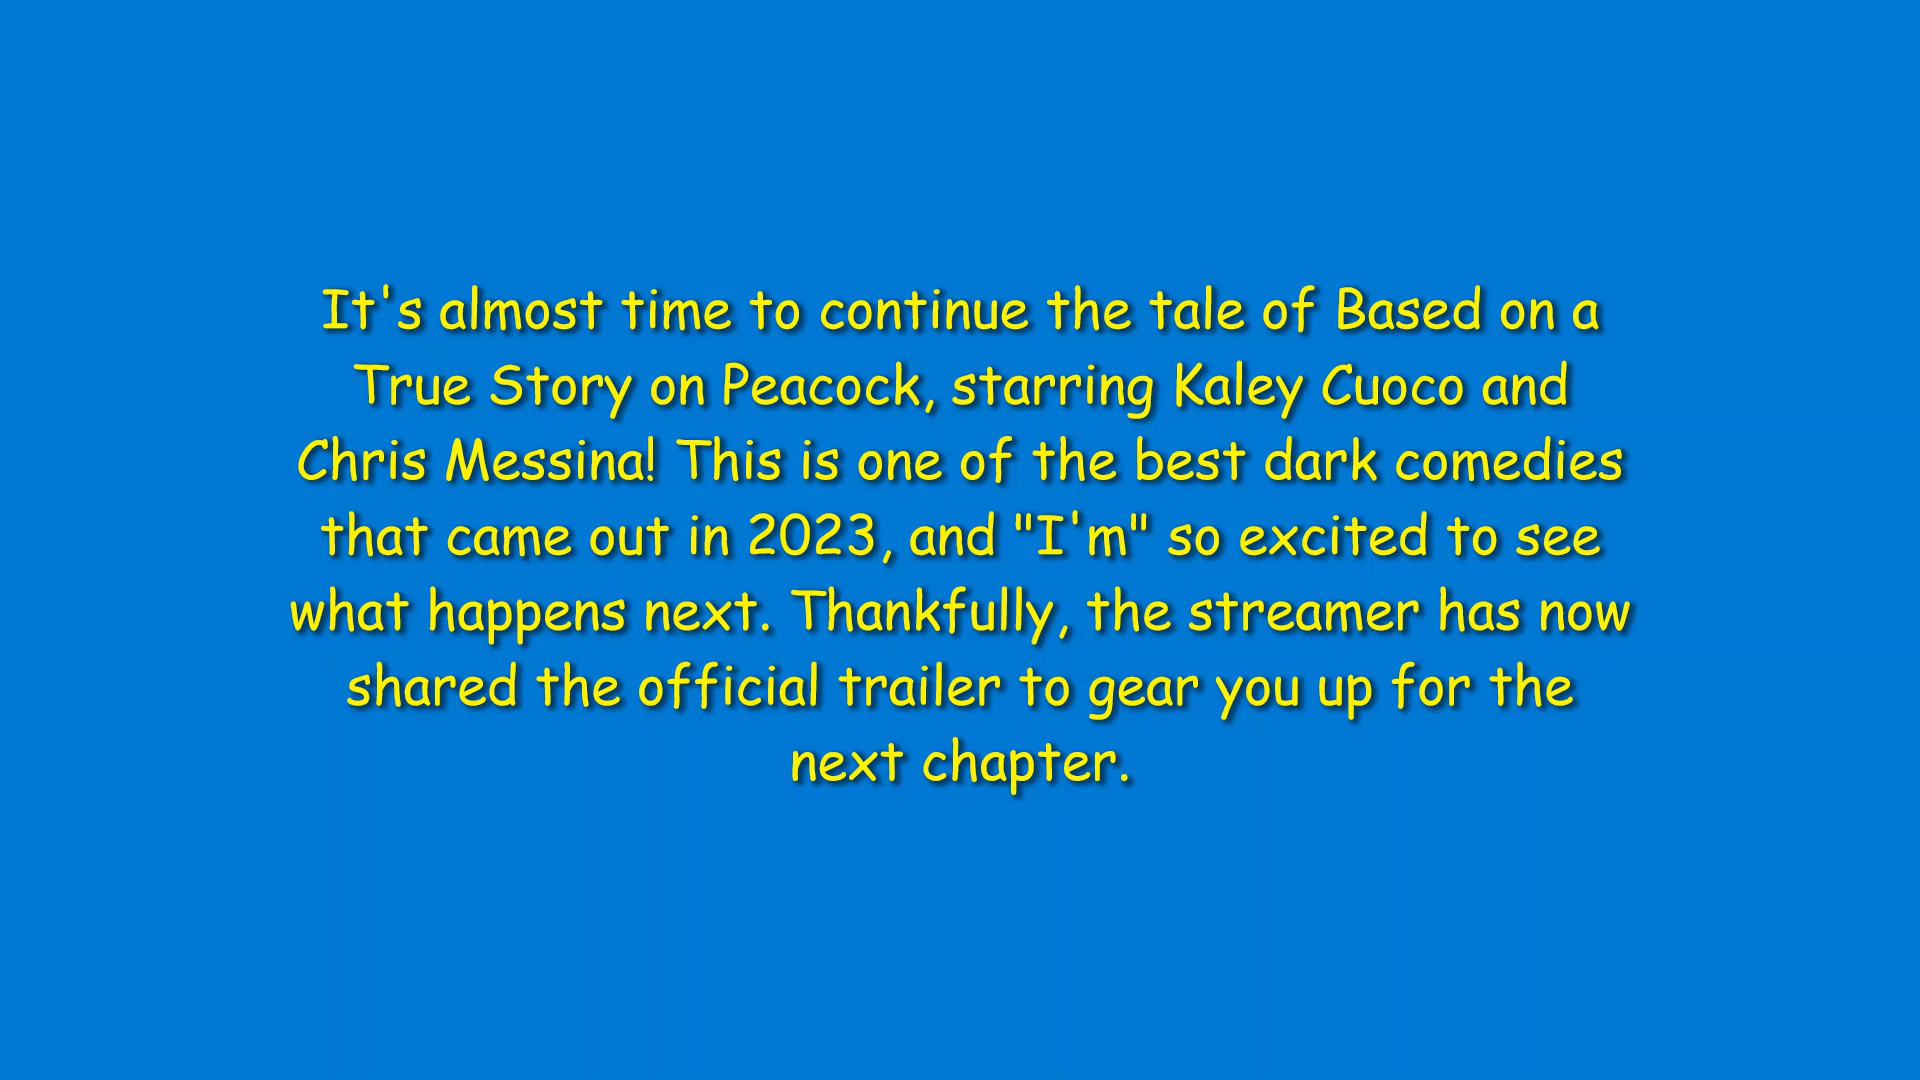 It's almost time to continue the tale of Based on a
True Story on Peacock, starring Kaley Cuoco and
Chris Messina! This is one of the best dark comedies
that came out in 2023, and "I'm" so excited to see
what happens next. Thankfully, the streamer has now
shared the official trailer to gear you up for the
next chapter.